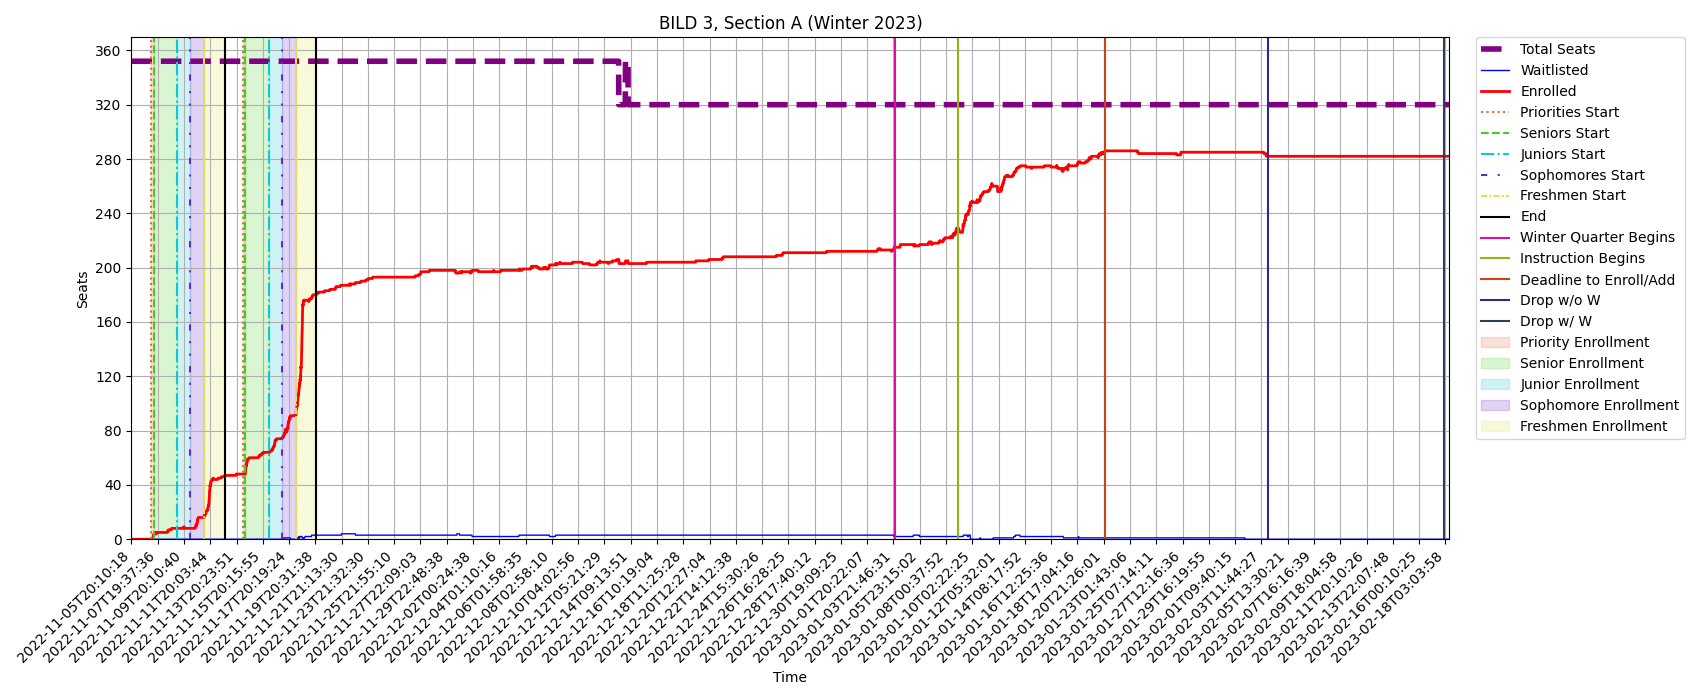 BILD 3, Section A (Winter 2023)
Seats
360
320
280
240
200
160
120
80
40
0
2022-11-05T20:10:18
2022-11-07T19:37:36
2022-11-09T20:10:40
2022-11-11T20:03:44
2022-11-13T20:23:51
2022-11-15T20:15:55
2022-11-17T20:19:24
2022-11-19T20:31:38
2022-11-21T21:13:30
2022-11-23T21:32:30
2022-11-25T21:55:10
2022-11-27T22:09:03
2022-11-29T22:48:38
2022-12-02T00:24:38
2022-12-04T01:10:16
2022-12-06T01:58:35
2022-12-08T02:58:10
2022-12-10T04:02:56
2022-12-12T05:21:29
2022-12-14T09:13:51
2022-12-16T10:19:04
2022-12-18T11:25:28
2022-12-20T12:27:04
2022-12-22T14:12:38
2022-12-24T15:30:26
2022-12-26T16:28:25
2022-12-28T17:40:12
2022-12-30T19:09:25
2023-01-01T20:22:07
2023-01-03T21:46:31
2023-01-05T23:15:02
2023-01-08T00:37:52
2023-01-10T02:22:25
2023-01-12T05:32:01
2023-01-14T08:17:52
2023-01-16T12:25:36
2023-01-18T17:04:16
2023-01-20T21:26:01
2023-01-23T01:43:06
2023-01-25T07:14:11
2023-01-27T12:16:36
2023-01-29T16:19:55
2023-02-01T09:40:15
2023-02-03T11:44:27
2023-02-05T13:30:21
2023-02-07T16:16:39
2023-02-09T18:04:58
2023-02-11T20:10:26
2023-02-13T22:07:48
2023-02-16T00:10:25
2023-02-18T03:03:58
Time
Total Seats
Waitlisted
Enrolled
Priorities Start
Seniors Start
Juniors Start
Sophomores Start
Freshmen Start
End
Winter Quarter Begins
Instruction Begins
Deadline to Enroll/Add
Drop w/o W
Drop w/ W
Priority Enrollment
Senior Enrollment
Junior Enrollment
Sophomore Enrollment
Freshmen Enrollment